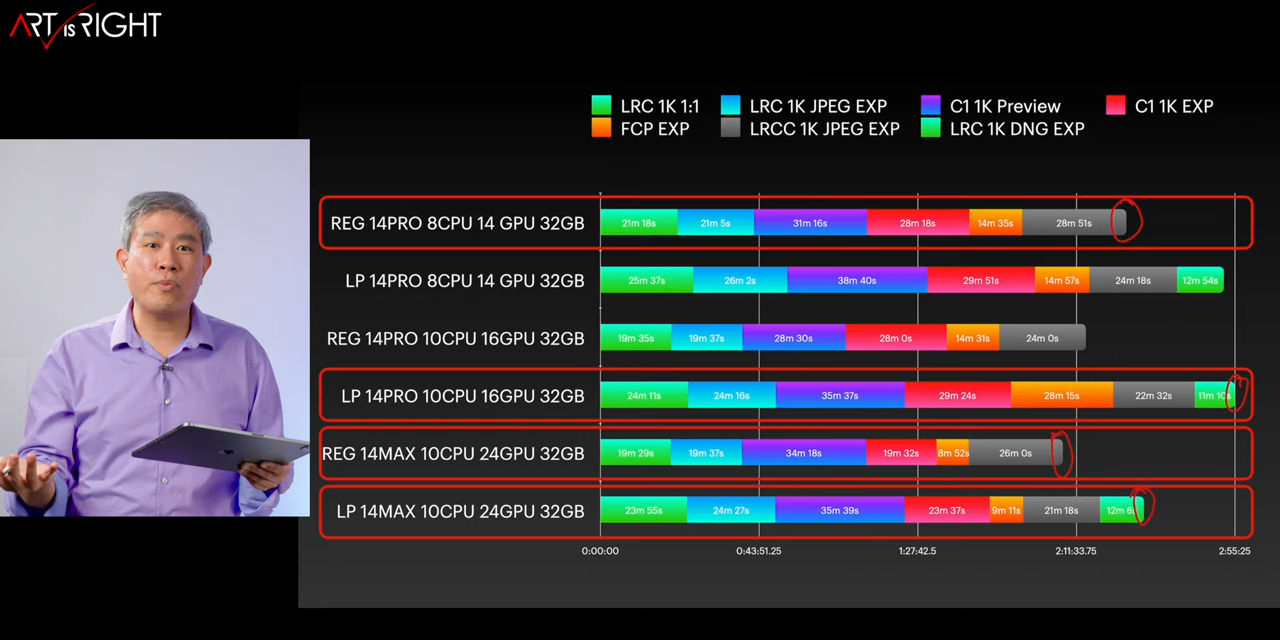 ART IS RIGHT
LRC 1K 1:1 LRC 1K JPEG EXP C1 1K Preview C1 1K EXP
FCP EXP LRCC 1K JPEG EXP LRC 1K DNG EXP
REG 14PRO 8CPU 14 GPU 32GB 21m 18s 21m 5s 31m 16s 28m 18s 14m 35s 28m 51s
LP 14PRO 8CPU 14 GPU 32GB 25m 37s 26m 2s 38m 40s 29m 51s 14m 57s 24m 18s 12m 54s
REG 14PRO 10CPU 16GPU 32GB 19m 35s 19m 37s 28m 30s 28m 0s 14m 31s 24m 0s
LP 14PRO 10CPU 16GPU 32GB 24m 11s 24m 16s 35m 37s 29m 24s 28m 15s 22m 32s 11m 10s
REG 14MAX 10CPU 24GPU 32GB 19m 29s 19m 37s 34m 18s 19m 32s 8m 52s 26m 0s
LP 14MAX 10CPU 24GPU 32GB 23m 55s 24m 27s 35m 39s 23m 37s 9m 11s 21m 18s 12m 6s
0:00:00 0:43:51.25 1:27:42.5 2:11:33.75 2:55:25